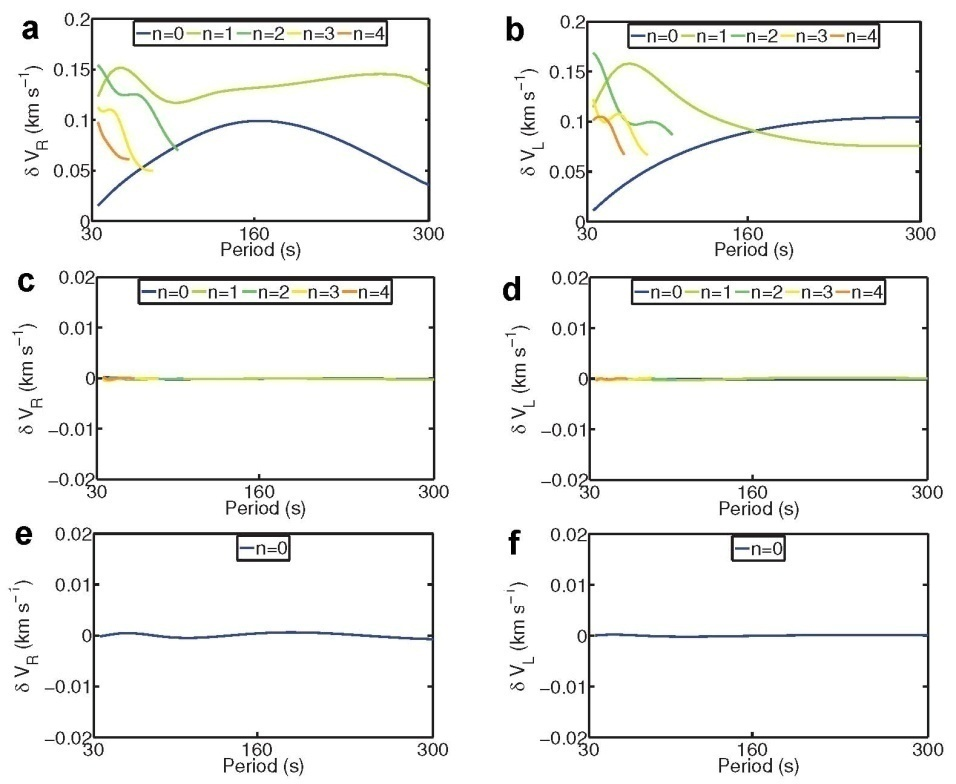 a
0.2
0.15
0.1
0.05
0
δ V_R (km s⁻¹)
n=0 n=1 n=2 n=3 n=4
30 160 300
Period (s)
b
0.2
0.15
0.1
0.05
0
δ V_L (km s⁻¹)
n=0 n=1 n=2 n=3 n=4
30 160 300
Period (s)
c
0.02
0.01
0
−0.01
−0.02
δ V_R (km s⁻¹)
n=0 n=1 n=2 n=3 n=4
30 160 300
Period (s)
d
0.02
0.01
0
−0.01
−0.02
δ V_L (km s⁻¹)
n=0 n=1 n=2 n=3 n=4
30 160 300
Period (s)
e
0.02
0.01
0
−0.01
−0.02
δ V_R (km s⁻¹)
n=0
30 160 300
Period (s)
f
0.02
0.01
0
−0.01
−0.02
δ V_L (km s⁻¹)
n=0
30 160 300
Period (s)